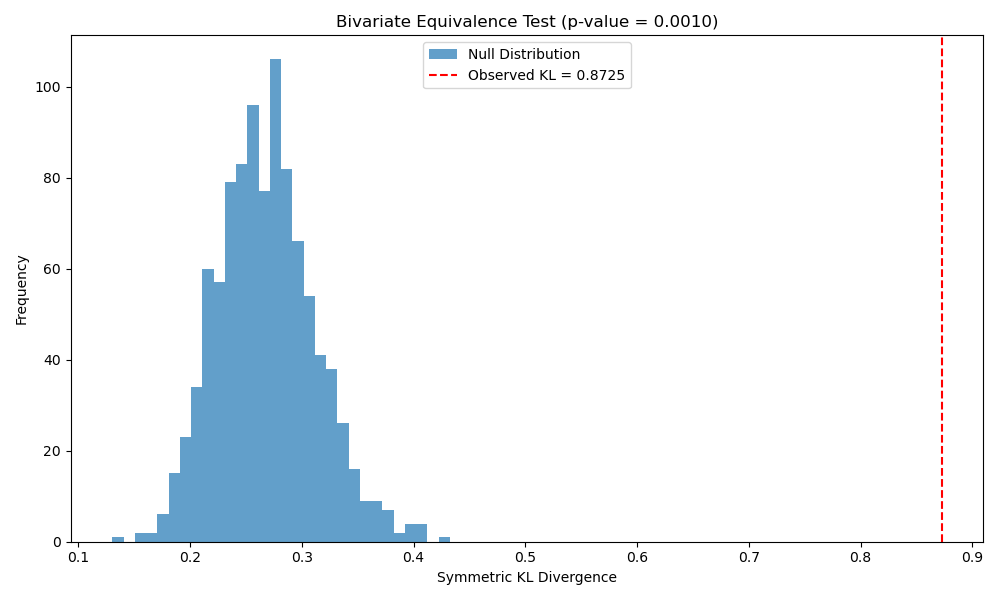 Bivariate Equivalence Test (p-value = 0.0010)
Null Distribution
Observed KL = 0.8725
Frequency
100
80
60
40
20
0
0.1 0.2 0.3 0.4 0.5 0.6 0.7 0.8 0.9
Symmetric KL Divergence